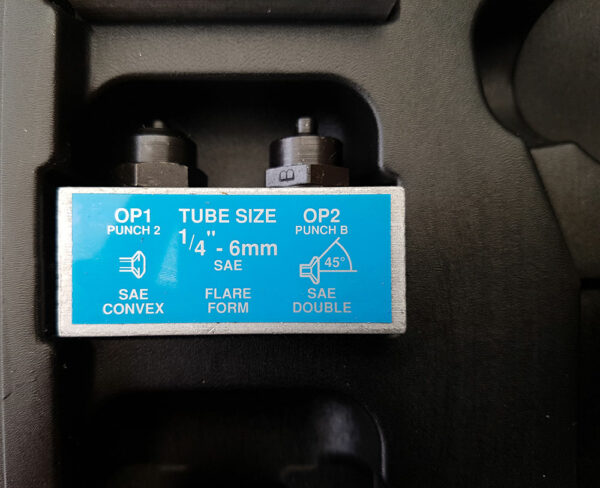 B
OP1 TUBE SIZE OP2
PUNCH 2 PUNCH B
1/4" - 6mm
SAE
45°
SAE FLARE SAE
CONVEX FORM DOUBLE